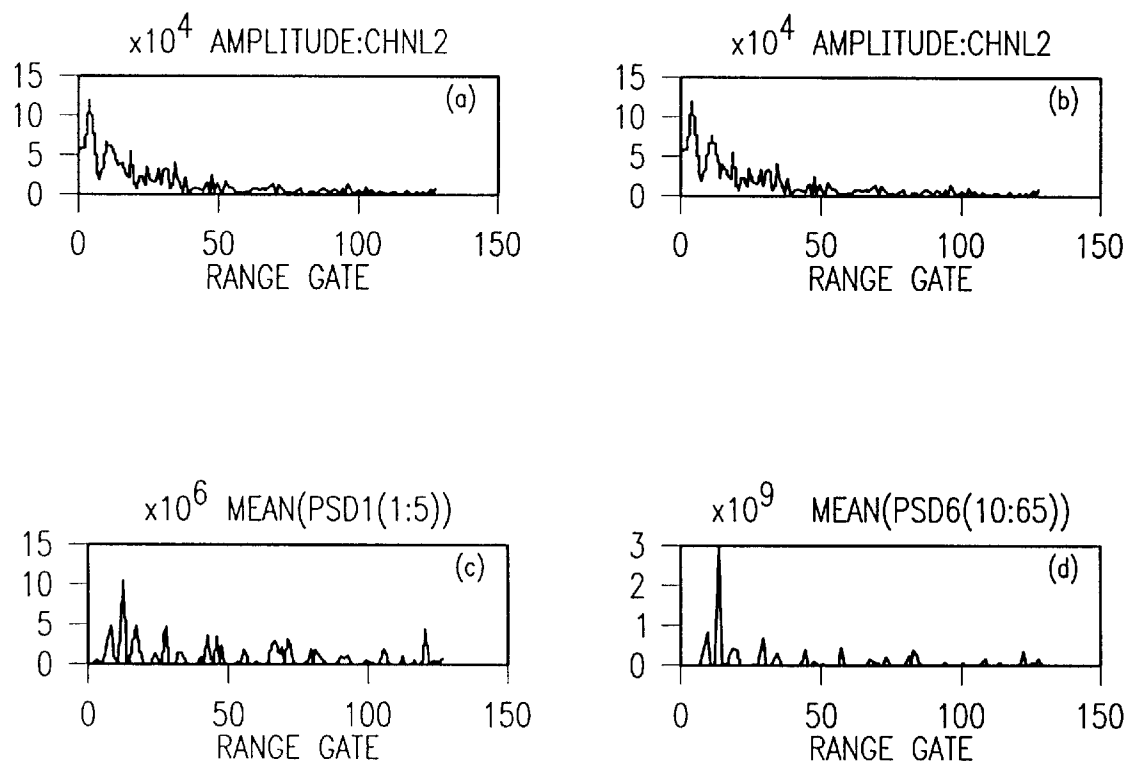 x10^4 AMPLITUDE:CHNL2
15
(a)
10
5
0
0 50 100 150
RANGE GATE
x10^4 AMPLITUDE:CHNL2
15
(b)
10
5
0
0 50 100 150
RANGE GATE
x10^6 MEAN(PSD1(1:5))
15
(c)
10
5
0
0 50 100 150
RANGE GATE
x10^9 MEAN(PSD6(10:65))
3
(d)
2
1
0
0 50 100 150
RANGE GATE